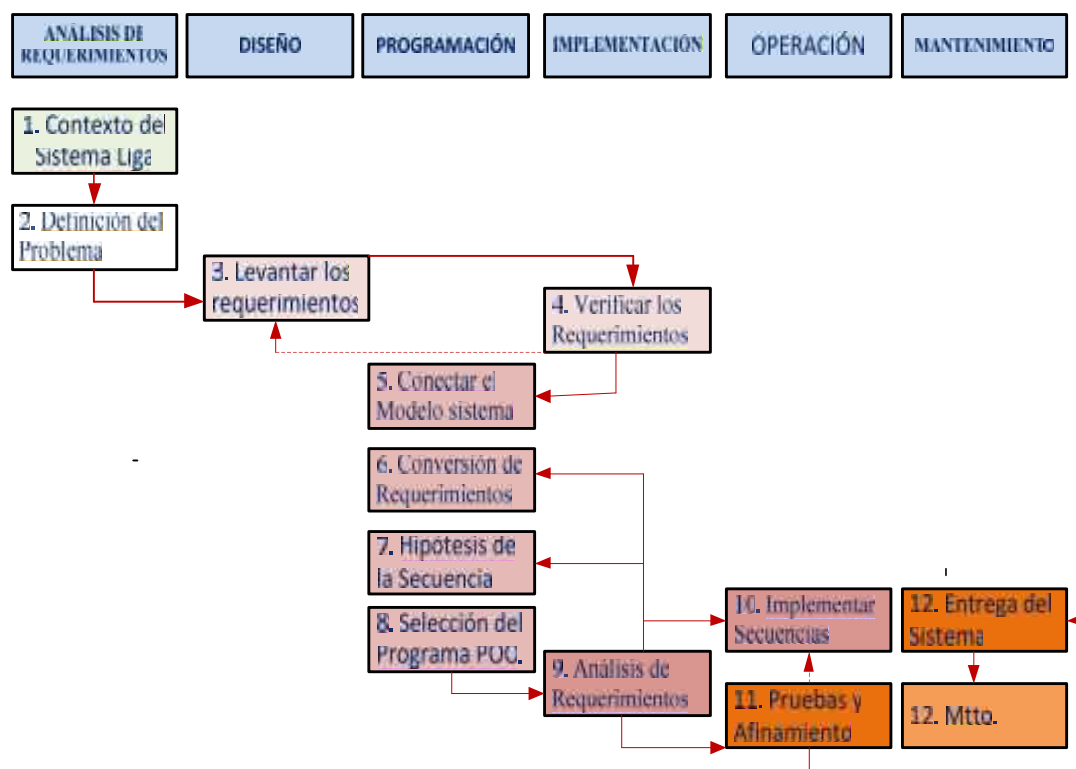 ANÁLISIS DE
REQUERIMIENTOS
DISEÑO
PROGRAMACIÓN
IMPLEMENTACIÓN
OPERACIÓN
MANTENIMIENTO
1. Contexto del
Sistema Liga
2. Definición del
Problema
3. Levantar los
requerimientos
4. Verificar los
Requerimientos
5. Conectar el
Modelo sistema
6. Conversión de
Requerimientos
7. Hipótesis de
la Secuencia
8. Selección del
Programa POO.
9. Análisis de
Requerimientos
10. Implementar
Secuencias
11. Pruebas y
Afinamiento
12. Entrega del
Sistema
12. Mtto.